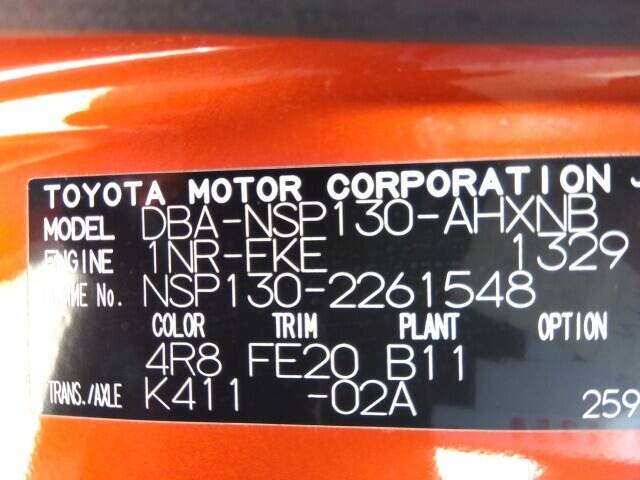 TOYOTA MOTOR CORPORATION J
MODEL DBA-NSP130-AHXNB
ENGINE 1NR-FKE 1329
No. NSP130-2261548
COLOR TRIM PLANT OPTION
4R8 FE20 B11
TRANS./AXLE K411 -02A 259